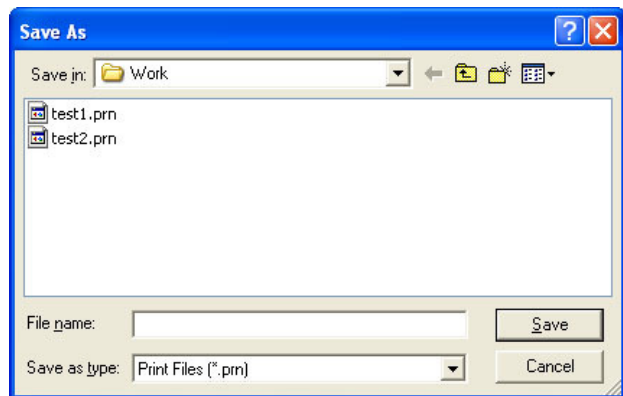 Save As
Save in: Work
test1.prn
test2.prn
File name:
Save
Save as type: Print Files (*.prn)
Cancel